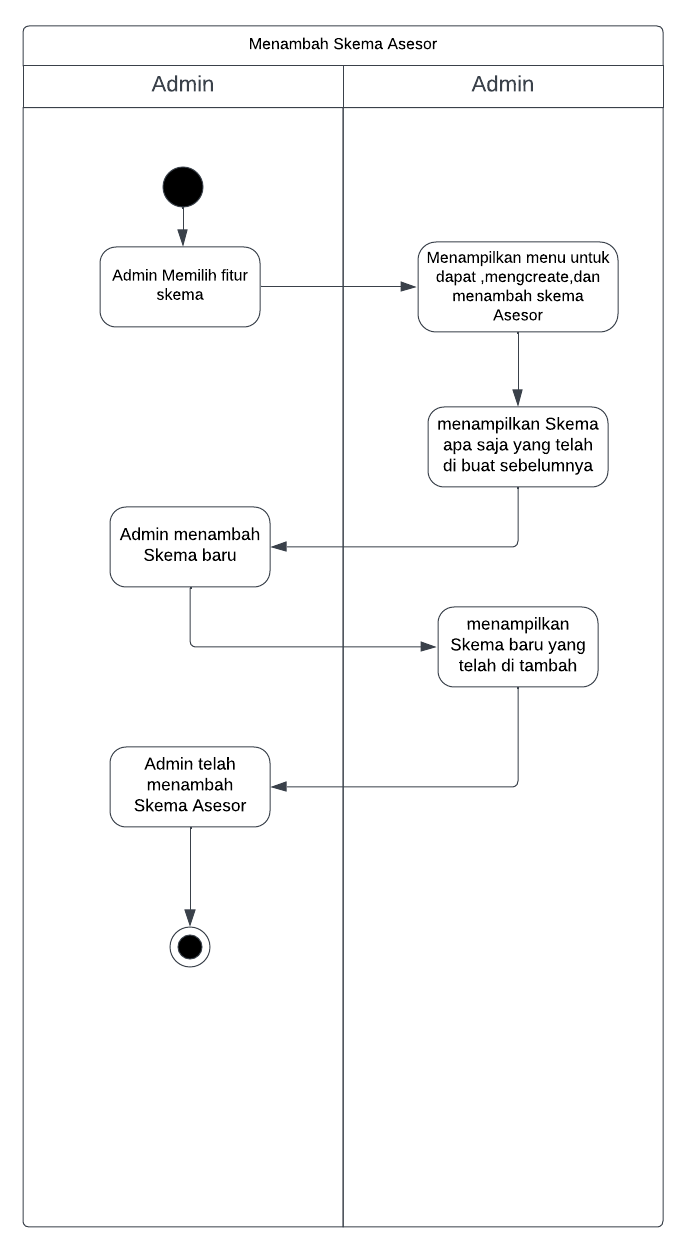 Menambah Skema Asesor
Admin
Admin
Admin Memilih fitur
skema
Menampilkan menu untuk
dapat ,mengcreate,dan
menambah skema
Asesor
menampilkan Skema
apa saja yang telah
di buat sebelumnya
Admin menambah
Skema baru
menampilkan
Skema baru yang
telah di tambah
Admin telah
menambah
Skema Asesor